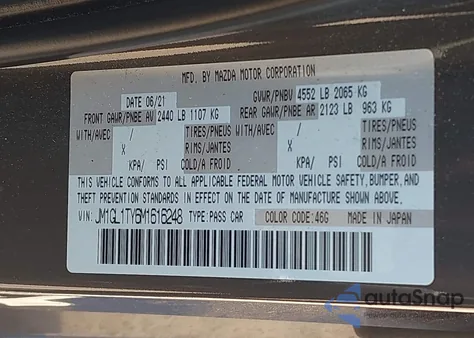 MFD. BY MAZDA MOTOR CORPORATION
DATE 06/21
GVWR/PNBV 4552 LB 2065 KG
FRONT GAWR/PNBE AV 2440 LB 1107 KG
REAR GAWR/PNBE AR 2123 LB 963 KG
WITH/AVEC / TIRES/PNEUS
WITH/AVEC / TIRES/PNEUS
X RIMS/JANTES
X RIMS/JANTES
KPA/ PSI COLD/A FROID
KPA/ PSI COLD/A FROID
THIS VEHICLE CONFORMS TO ALL APPLICABLE FEDERAL MOTOR VEHICLE SAFETY, BUMPER, AND
THEFT PREVENTION STANDARDS IN EFFECT ON THE DATE OF MANUFACTURE SHOWN ABOVE.
VIN: JM1GL1TY6M1616248 TYPE:PASS CAR COLOR CODE:46G MADE IN JAPAN
autoSnap